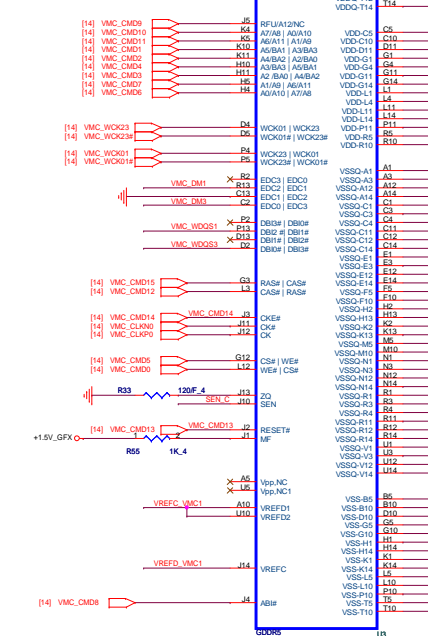 VDDQ-T14 T14
[14] VMC_CMD9 J5 RFU/A12/NC
[14] VMC_CMD10 K4 A7/A8 | A0/A10 VDD-C5 C5
[14] VMC_CMD11 K5 A6/A11 | A1/A9 VDD-C10 C10
[14] VMC_CMD1 K10 A5/BA1 | A3/BA3 VDD-D11 D11
[14] VMC_CMD2 K11 A4/BA2 | A2/BA0 VDD-G1 G1
[14] VMC_CMD4 H10 A3/BA3 | A5/BA1 VDD-G4 G4
[14] VMC_CMD3 H11 A2 /BA0 | A4/BA2 VDD-G11 G11
[14] VMC_CMD7 H5 A1/A9 | A6/A11 VDD-G14 G14
[14] VMC_CMD6 H4 A0/A10 | A7/A8 VDD-L1 L1
VDD-L4 L4
VDD-L11 L11
VDD-L14 L14
[14] VMC_WCK23 D4 WCK01 | WCK23 VDD-P11 P11
[14] VMC_WCK23# D5 WCK01# | WCK23# VDD-R5 R5
VDD-R10 R10
[14] VMC_WCK01 P4 WCK23 | WCK01
[14] VMC_WCK01# P5 WCK23# | WCK01#
VSSQ-A1 A1
R2 EDC3 | EDC0 VSSQ-A3 A3
VMC_DM1 R13 EDC2 | EDC1 VSSQ-A12 A12
C13 EDC1 | EDC2 VSSQ-A14 A14
VMC_DM3 C2 EDC0 | EDC3 VSSQ-C1 C1
VSSQ-C3 C3
P2 DBI3# | DBI0# VSSQ-C4 C4
VMC_WDQS1 P13 DBI2 #| DBI1# VSSQ-C11 C11
D13 DBI1# | DBI2# VSSQ-C12 C12
VMC_WDQS3 D2 DBI0# | DBI3# VSSQ-C14 C14
VSSQ-E1 E1
VSSQ-E3 E3
VSSQ-E12 E12
[14] VMC_CMD15 G3 RAS# | CAS# VSSQ-E14 E14
[14] VMC_CMD12 L3 CAS# | RAS# VSSQ-F5 F5
VSSQ-F10 F10
VSSQ-H2 H2
[14] VMC_CMD14 VMC_CMD14 J3 CKE# VSSQ-H13 H13
[14] VMC_CLKN0 J11 CK# VSSQ-K2 K2
[14] VMC_CLKP0 J12 CK VSSQ-K13 K13
VSSQ-M5 M5
VSSQ-M10 M10
[14] VMC_CMD5 G12 CS# | WE# VSSQ-N1 N1
[14] VMC_CMD0 L12 WE# | CS# VSSQ-N3 N3
VSSQ-N12 N12
VSSQ-N14 N14
R33 120/F_4 J13 ZQ VSSQ-R1 R1
SEN_C J10 SEN VSSQ-R3 R3
VSSQ-R4 R4
VSSQ-R11 R11
[14] VMC_CMD13 VMC_CMD13 J2 RESET# VSSQ-R12 R12
+1.5V_GFX 1 2 J1 MF VSSQ-R14 R14
R55 1K_4 VSSQ-V1 U1
VSSQ-V3 U3
VSSQ-V12 U12
VSSQ-V14 U14
A5 Vpp,NC
U5 Vpp,NC1
VSS-B5 B5
VREFC_VMC1 A10 VREFD1 VSS-B10 B10
U10 VREFD2 VSS-D10 D10
VSS-G5 G5
VSS-G10 G10
VSS-H1 H1
VSS-H14 H14
VSS-K1 K1
VREFD_VMC1 J14 VREFC VSS-K14 K14
VSS-L5 L5
VSS-L10 L10
VSS-P10 P10
[14] VMC_CMD8 J4 ABI# VSS-T5 T5
VSS-T10 T10
GDDR5